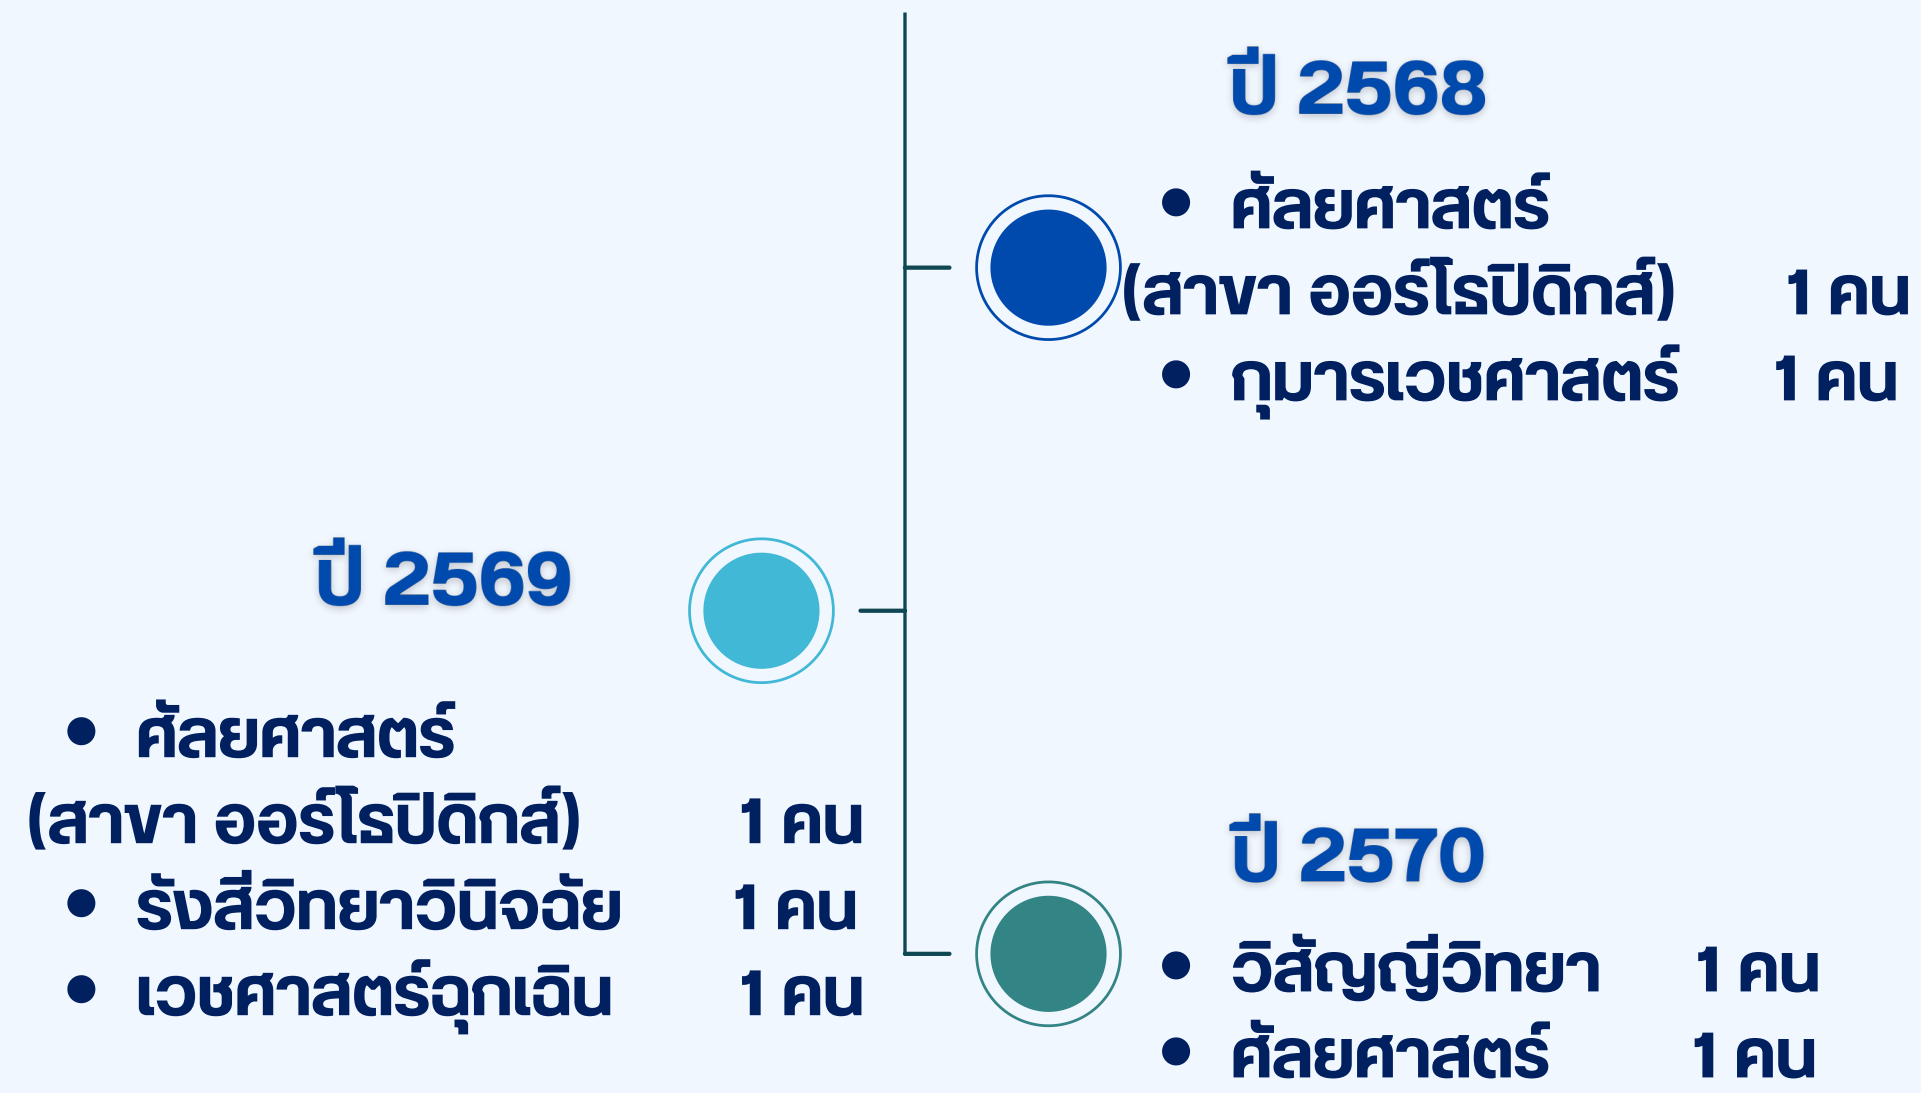 ปี 2568
• ศัลยศาสตร์
(สาขา ออร์โธปิดิกส์) 1 คน
• กุมารเวชศาสตร์ 1 คน
ปี 2569
• ศัลยศาสตร์
(สาขา ออร์โธปิดิกส์) 1 คน
• รังสีวิทยาวินิจฉัย 1 คน
• เวชศาสตร์ฉุกเฉิน 1 คน
ปี 2570
• วิสัญญีวิทยา 1 คน
• ศัลยศาสตร์ 1 คน